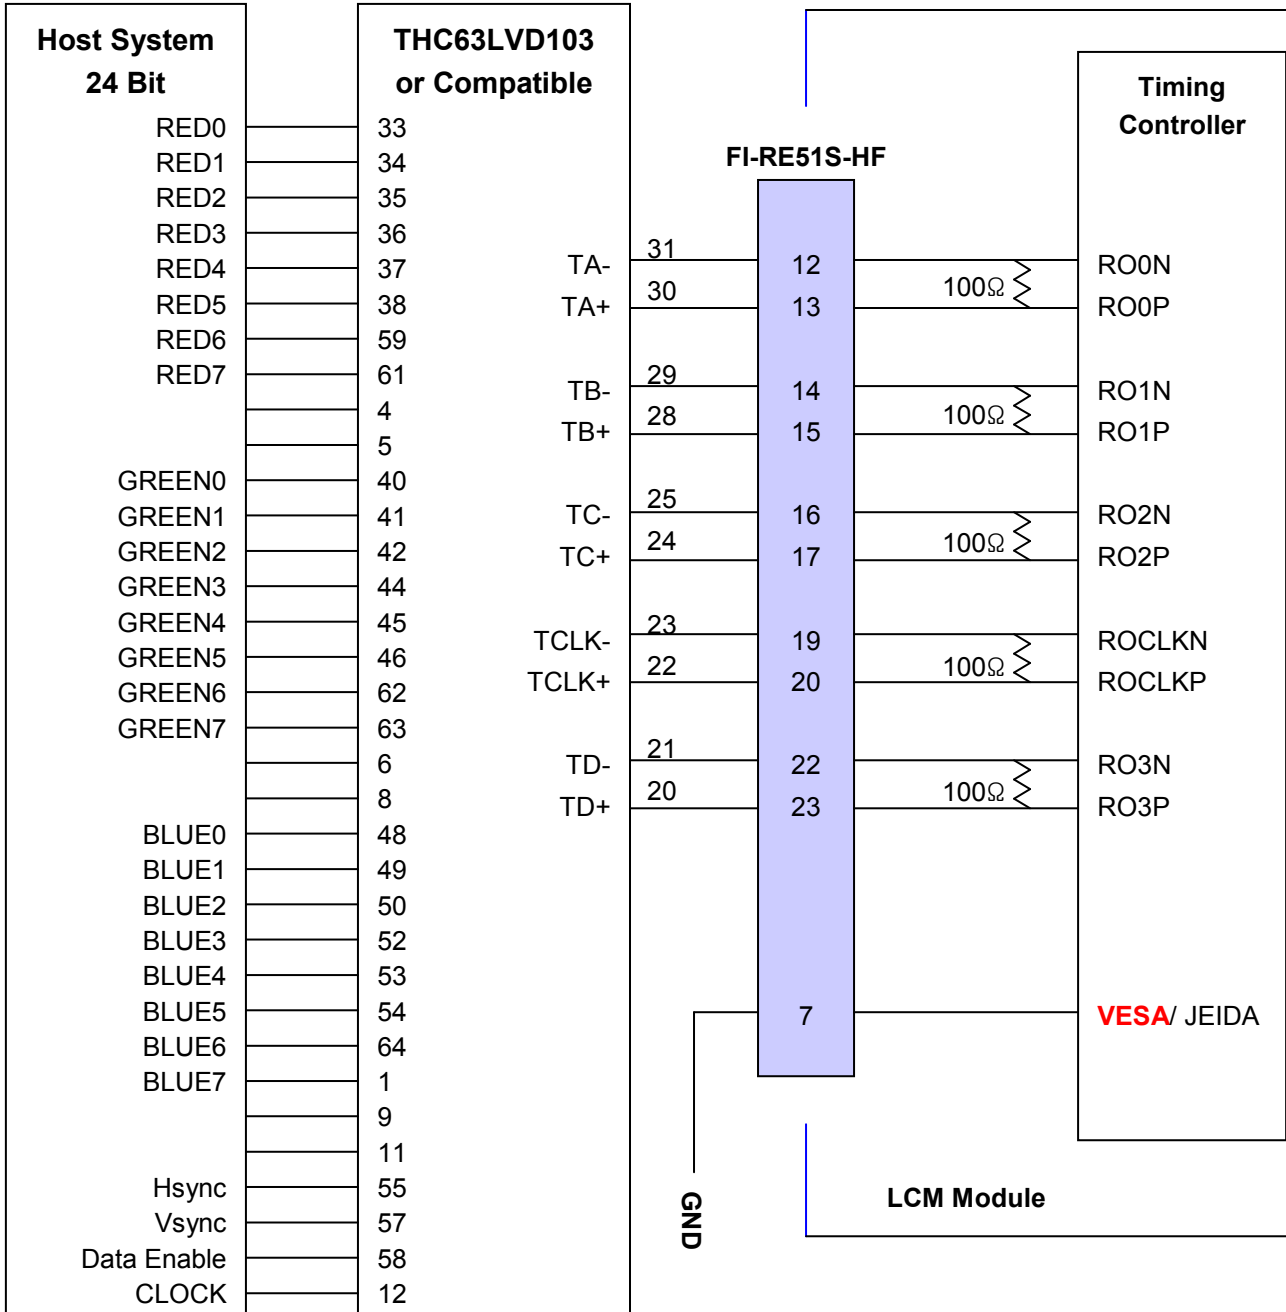 Host System
24 Bit
RED0
RED1
RED2
RED3
RED4
RED5
RED6
RED7
GREEN0
GREEN1
GREEN2
GREEN3
GREEN4
GREEN5
GREEN6
GREEN7
BLUE0
BLUE1
BLUE2
BLUE3
BLUE4
BLUE5
BLUE6
BLUE7
Hsync
Vsync
Data Enable
CLOCK
THC63LVD103
or Compatible
33
34
35
36
37
38
59
61
4
5
40
41
42
44
45
46
62
63
6
8
48
49
50
52
53
54
64
1
9
11
55
57
58
12
TA-
TA+
TB-
TB+
TC-
TC+
TCLK-
TCLK+
TD-
TD+
31
30
29
28
25
24
23
22
21
20
GND
FI-RE51S-HF
12
13
14
15
16
17
19
20
22
23
7
100Ω
100Ω
100Ω
100Ω
100Ω
Timing
Controller
RO0N
RO0P
RO1N
RO1P
RO2N
RO2P
ROCLKN
ROCLKP
RO3N
RO3P
VESA/ JEIDA
LCM Module